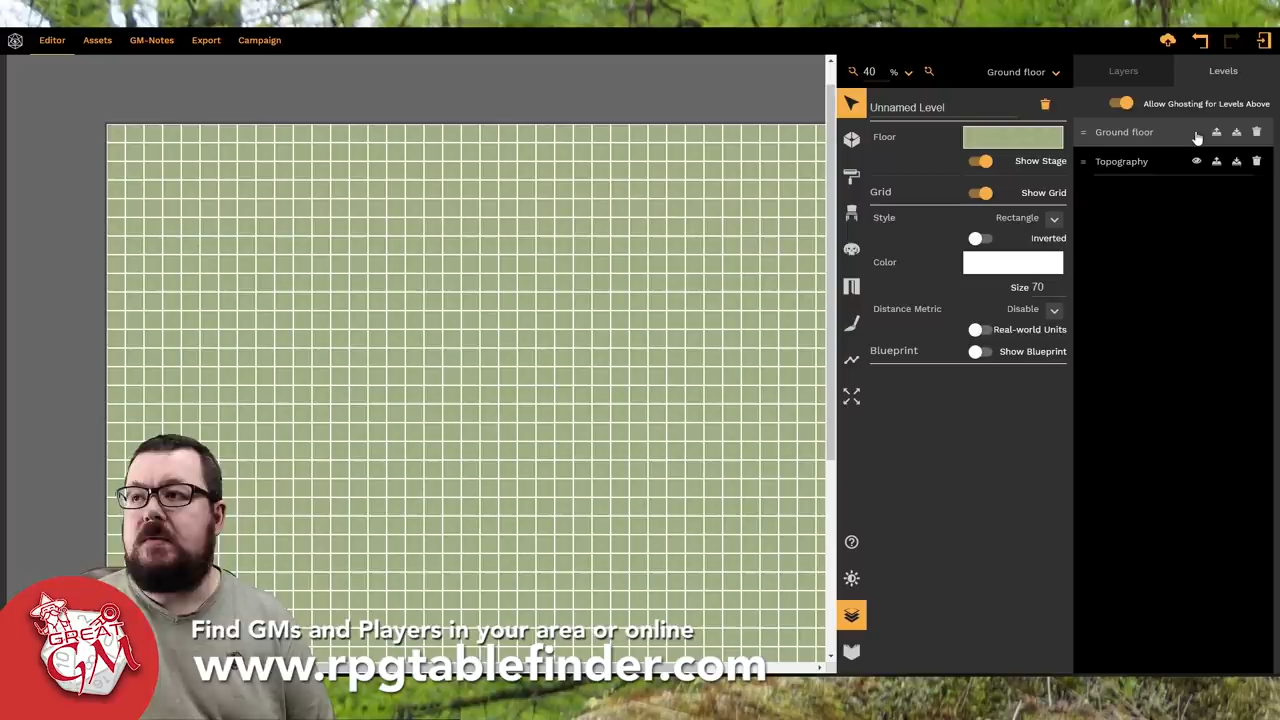 Editor Assets GM-Notes Export Campaign
40 % Ground floor Layers Levels
Unnamed Level
Allow Ghosting for Levels Above
Floor
Show Stage
Grid Show Grid
Style Rectangle
Inverted
Color
Size 70
Distance Metric Disable
Real-world Units
Blueprint Show Blueprint
Ground floor
Topography
GREAT
GM
Find GMs and Players in your area or online
www.rpgtablefinder.com